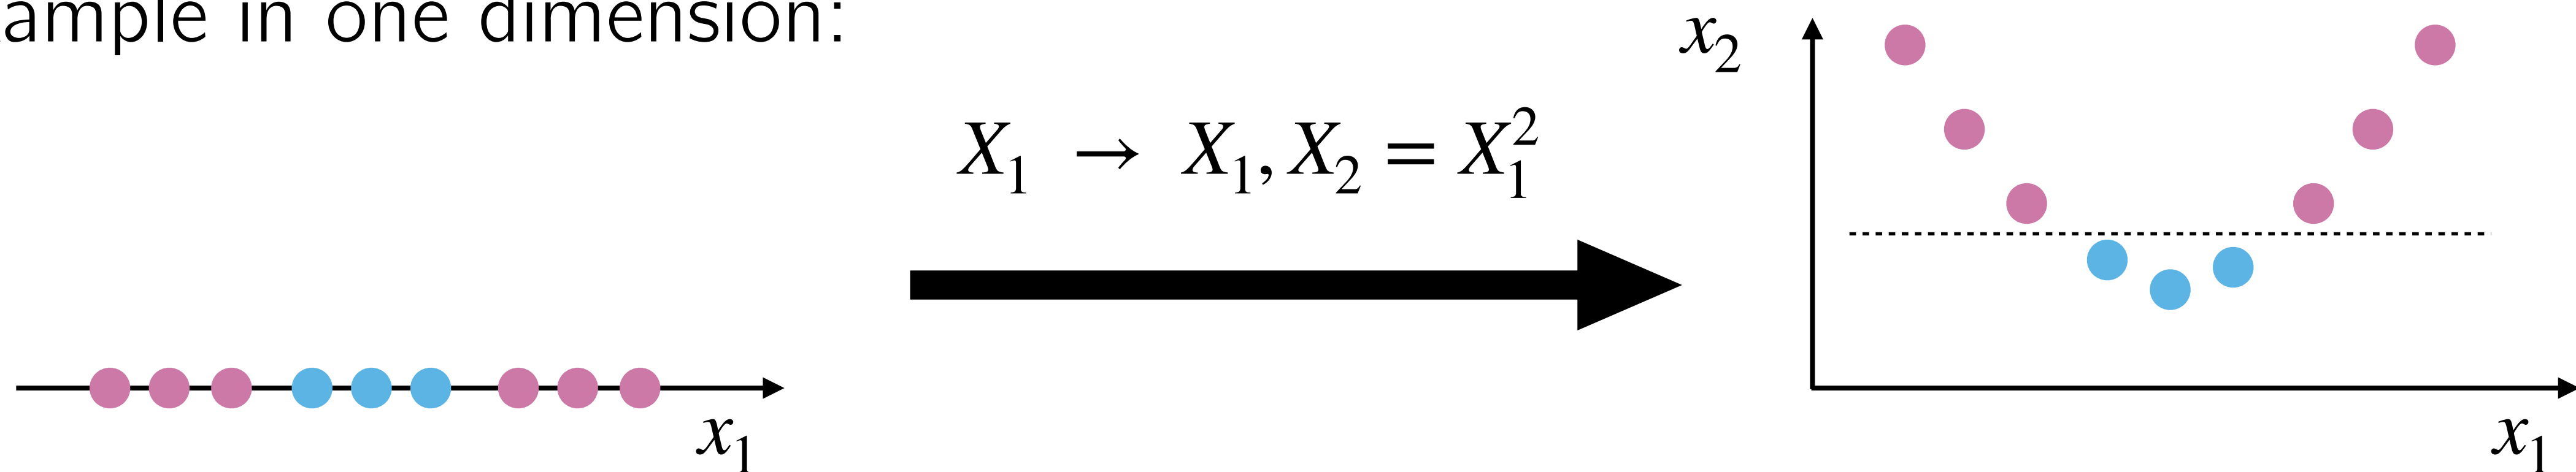 ample in one dimension:
X₁ → X₁, X₂ = X₁²
x₂
x₁
x₁